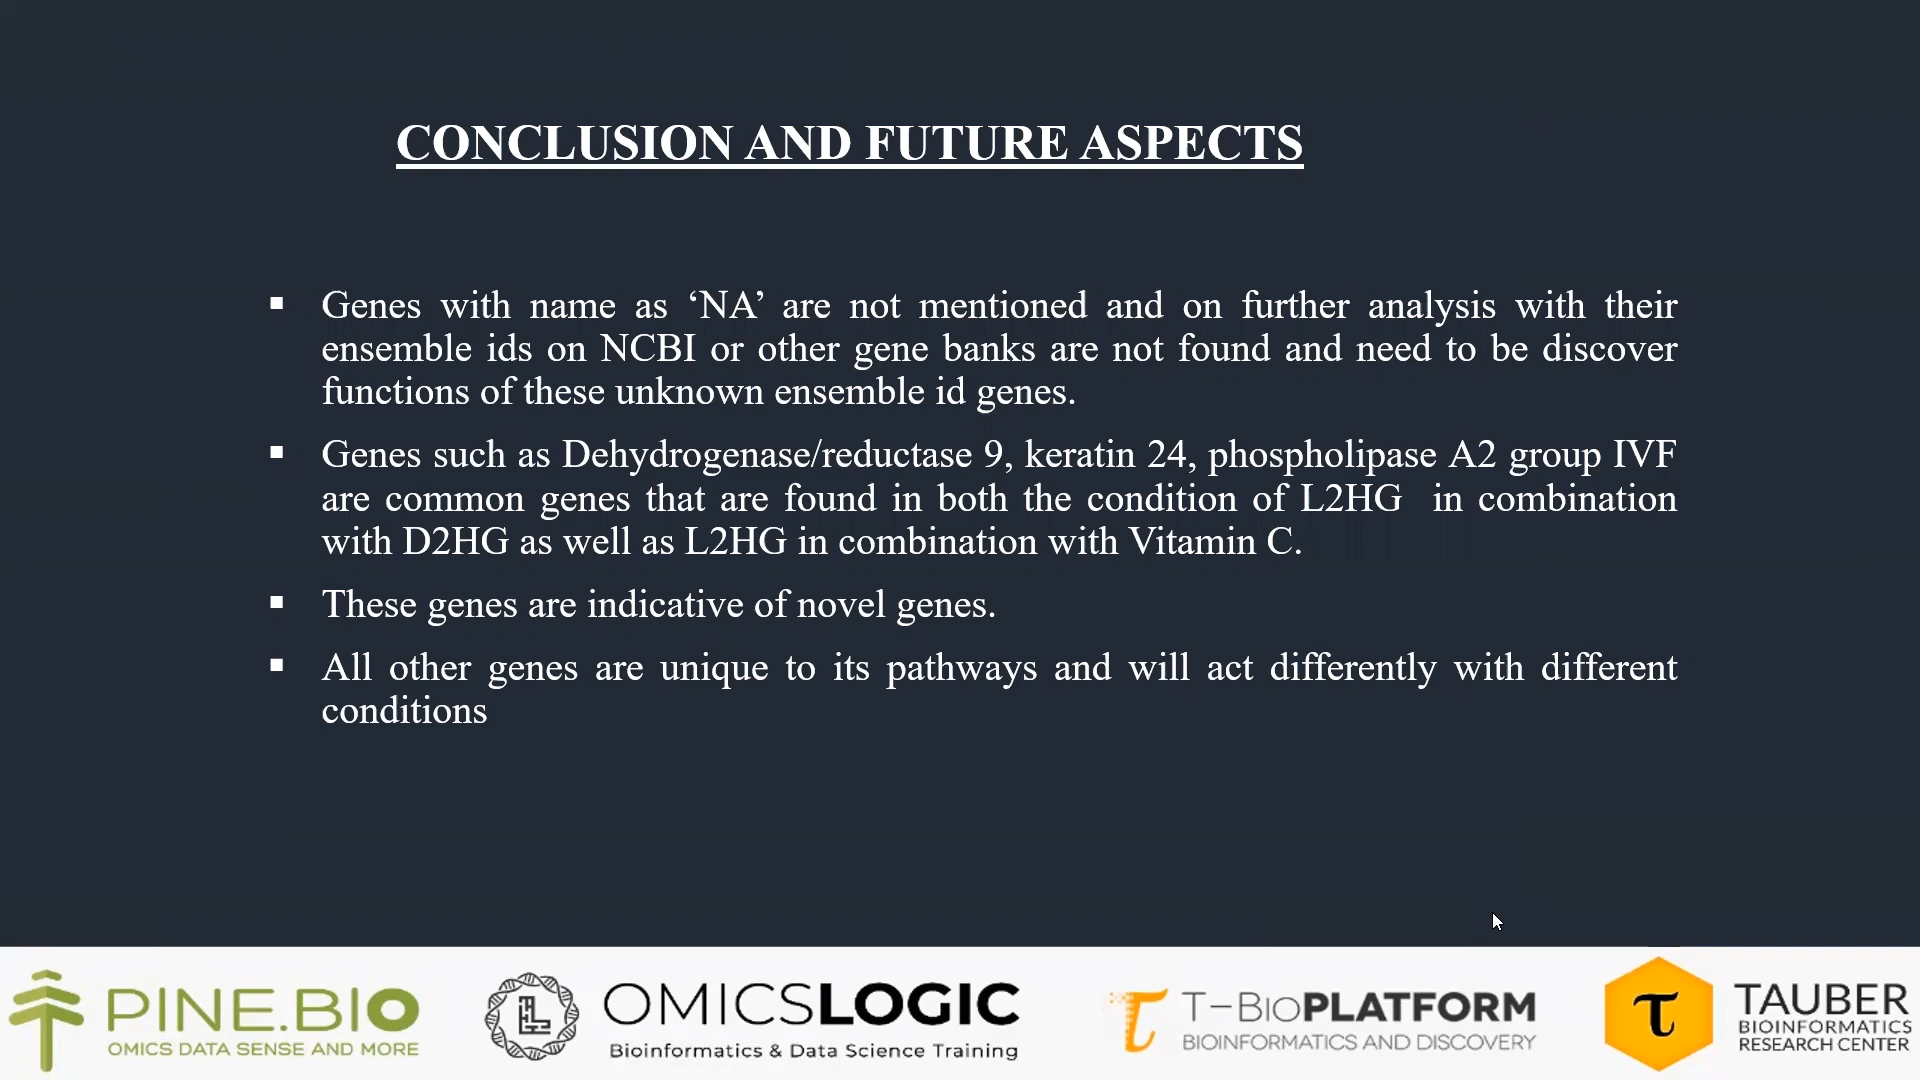 CONCLUSION AND FUTURE ASPECTS
▪ Genes with name as ‘NA’ are not mentioned and on further analysis with their
ensemble ids on NCBI or other gene banks are not found and need to be discover
functions of these unknown ensemble id genes.
▪ Genes such as Dehydrogenase/reductase 9, keratin 24, phospholipase A2 group IVF
are common genes that are found in both the condition of L2HG in combination
with D2HG as well as L2HG in combination with Vitamin C.
▪ These genes are indicative of novel genes.
▪ All other genes are unique to its pathways and will act differently with different
conditions
PINE.BIO
OMICS DATA SENSE AND MORE
OMICSLOGIC
Bioinformatics & Data Science Training
T-BioPLATFORM
BIOINFORMATICS AND DISCOVERY
TAUBER
BIOINFORMATICS
RESEARCH CENTER